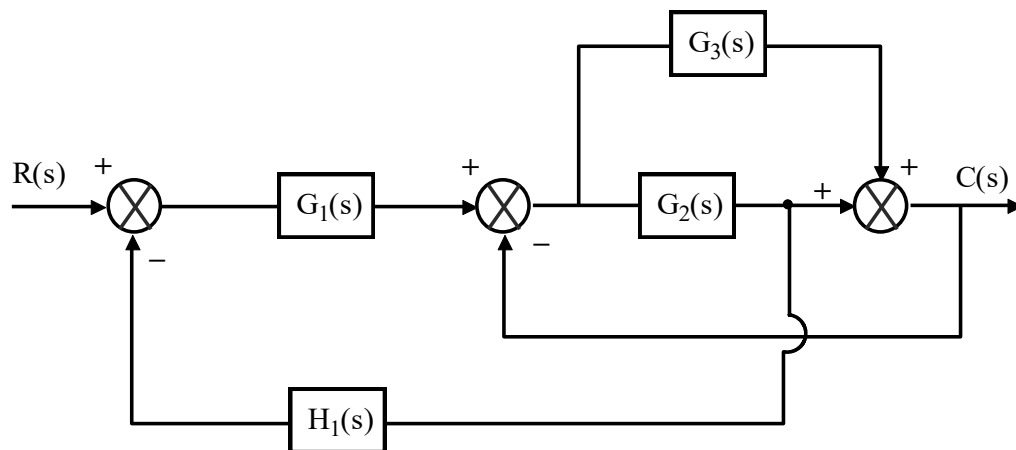 G₃(s)
R(s)
+
G₁(s)
+
−
−
G₂(s)
+
+
C(s)
H₁(s)